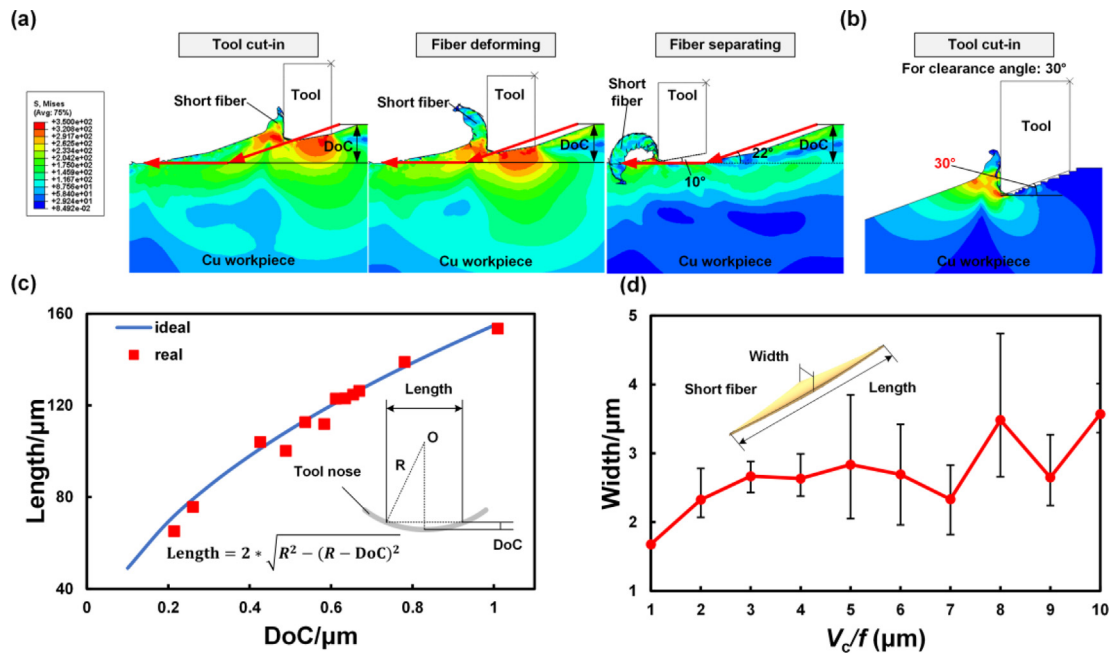 (a)
Tool cut-in
Fiber deforming
Fiber separating
(b)
Tool cut-in
For clearance angle: 30°
S, Mises
(Avg: 75%)
+3.500e+02
+3.208e+02
+2.917e+02
+2.625e+02
+2.334e+02
+2.042e+02
+1.750e+02
+1.459e+02
+1.167e+02
+8.756e+01
+5.840e+01
+2.924e+01
+8.492e-02
Short fiber
Tool
DoC
Cu workpiece
Short fiber
Tool
Short fiber
Tool
DoC
22°
10°
Cu workpiece
Tool
30°
Cu workpiece
(c)
160
120
80
40
Length/μm
ideal
real
Length
O
R
Tool nose
DoC
Length = 2 * √R² − (R − DoC)²
0
0.2
0.4
0.6
0.8
1
DoC/μm
(d)
5
4
3
2
1
Width/μm
Width
Short fiber
Length
1
2
3
4
5
6
7
8
9
10
Vc/f (μm)